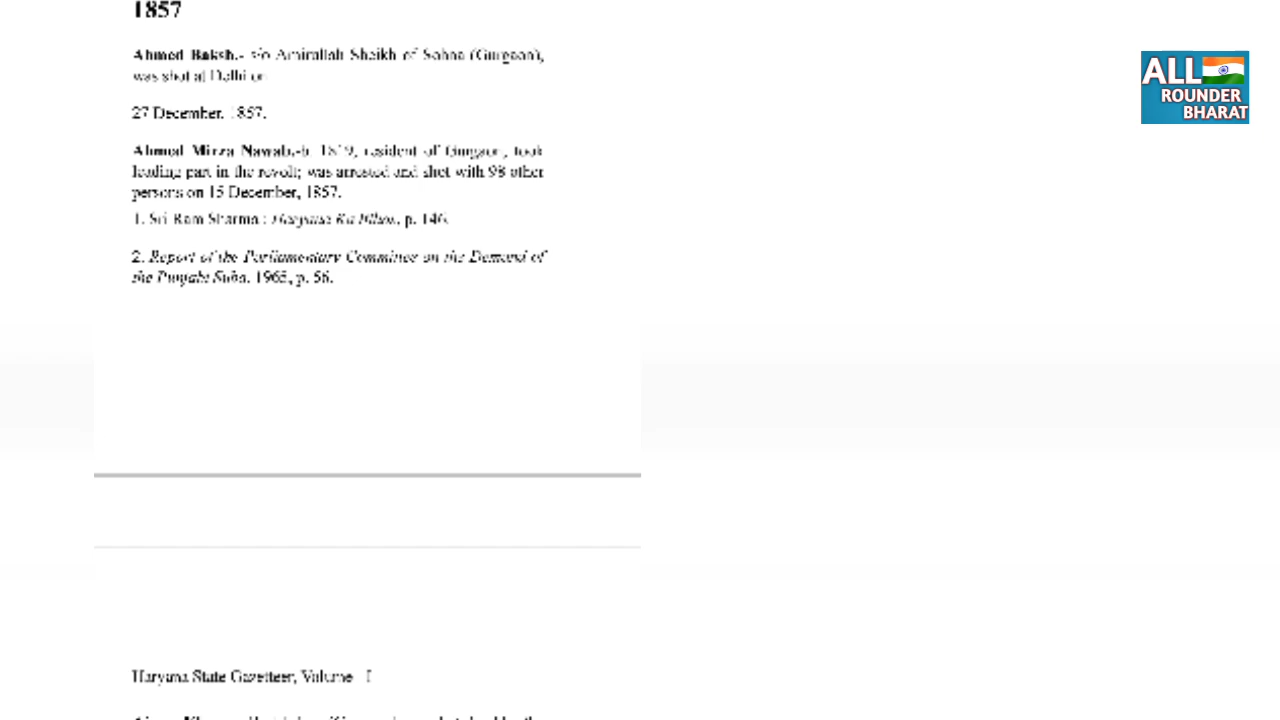 1857
Ahmed Baksh.- s/o Amirallah Sheikh of Sohna (Gurgaon),
was shot at Delhi on
27 December, 1857.
Ahmad Mirza Nawab.-b. 1819, resident of Gurgaon, took
leading part in the revolt; was arrested and shot with 98 other
persons on 15 December, 1857.
1. Sri Ram Sharma : Haryana Ka Itihas, p. 146.
2. Report of the Parliamentary Committee on the Demand of
the Punjabi Suba, 1965, p. 56.
Haryana State Gazetteer, Volume - I
ALL
ROUNDER
BHARAT